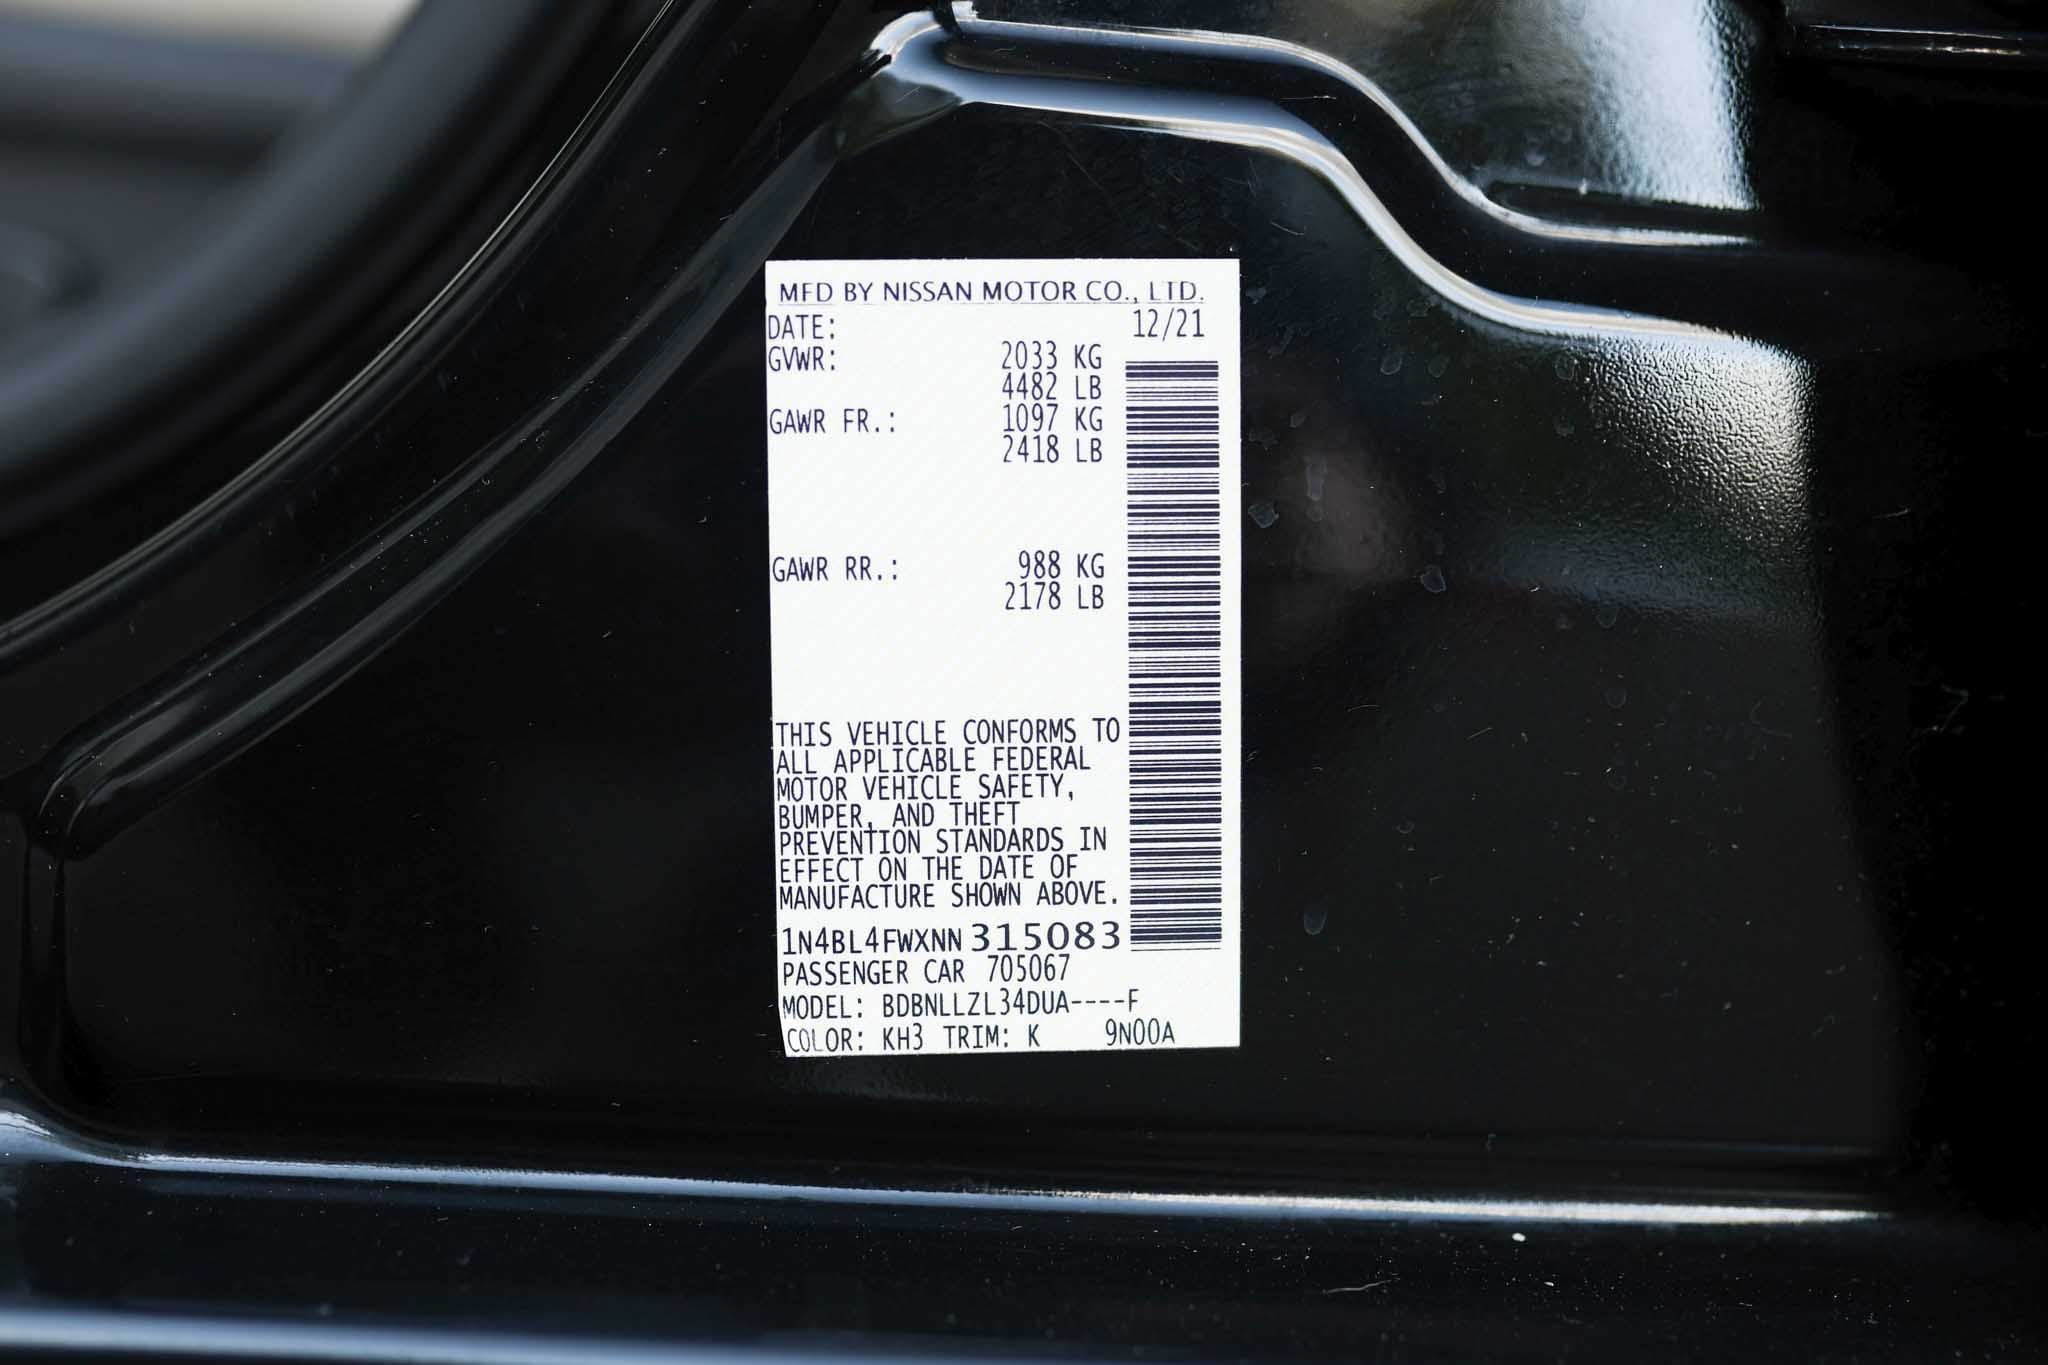 MFD BY NISSAN MOTOR CO., LTD.
DATE: 12/21
GVWR: 2033 KG
4482 LB
GAWR FR.: 1097 KG
2418 LB
GAWR RR.: 988 KG
2178 LB
THIS VEHICLE CONFORMS TO
ALL APPLICABLE FEDERAL
MOTOR VEHICLE SAFETY,
BUMPER, AND THEFT
PREVENTION STANDARDS IN
EFFECT ON THE DATE OF
MANUFACTURE SHOWN ABOVE.
1N4BL4FWXNN315083
PASSENGER CAR 705067
MODEL: BDBNLLZL34DUA----F
COLOR: KH3 TRIM: K 9N00A